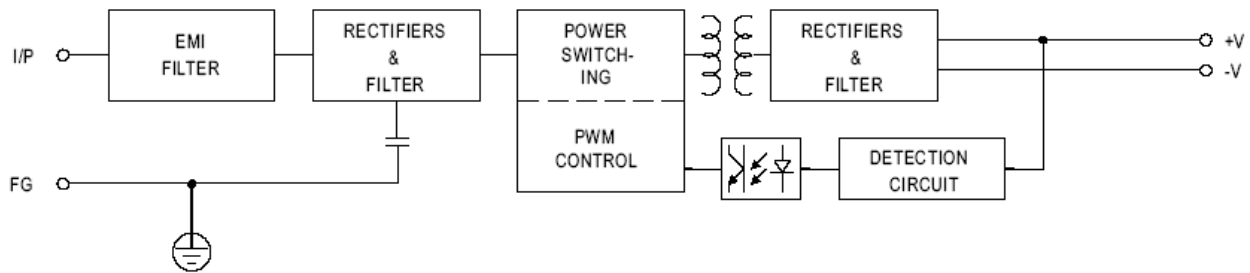 I/P
EMI
FILTER
RECTIFIERS
&
FILTER
POWER
SWITCH-
ING
PWM
CONTROL
RECTIFIERS
&
FILTER
+V
-V
DETECTION
CIRCUIT
FG